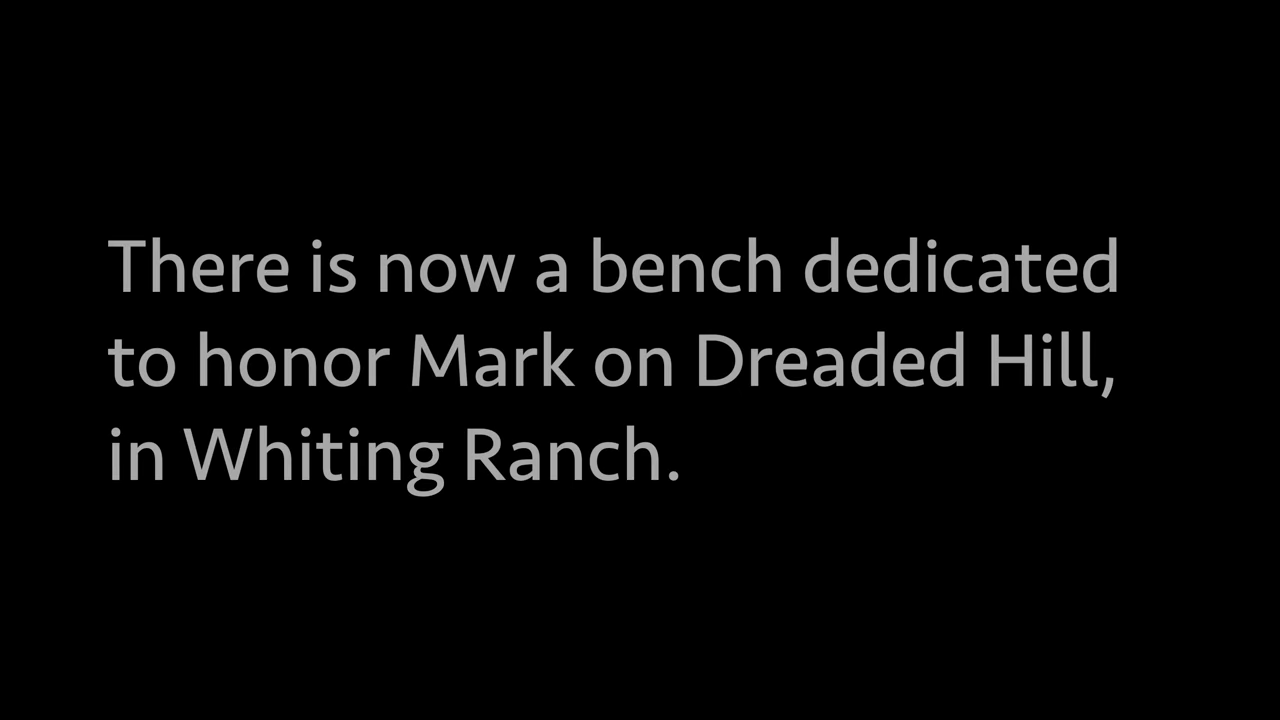 There is now a bench dedicated
to honor Mark on Dreaded Hill,
in Whiting Ranch.